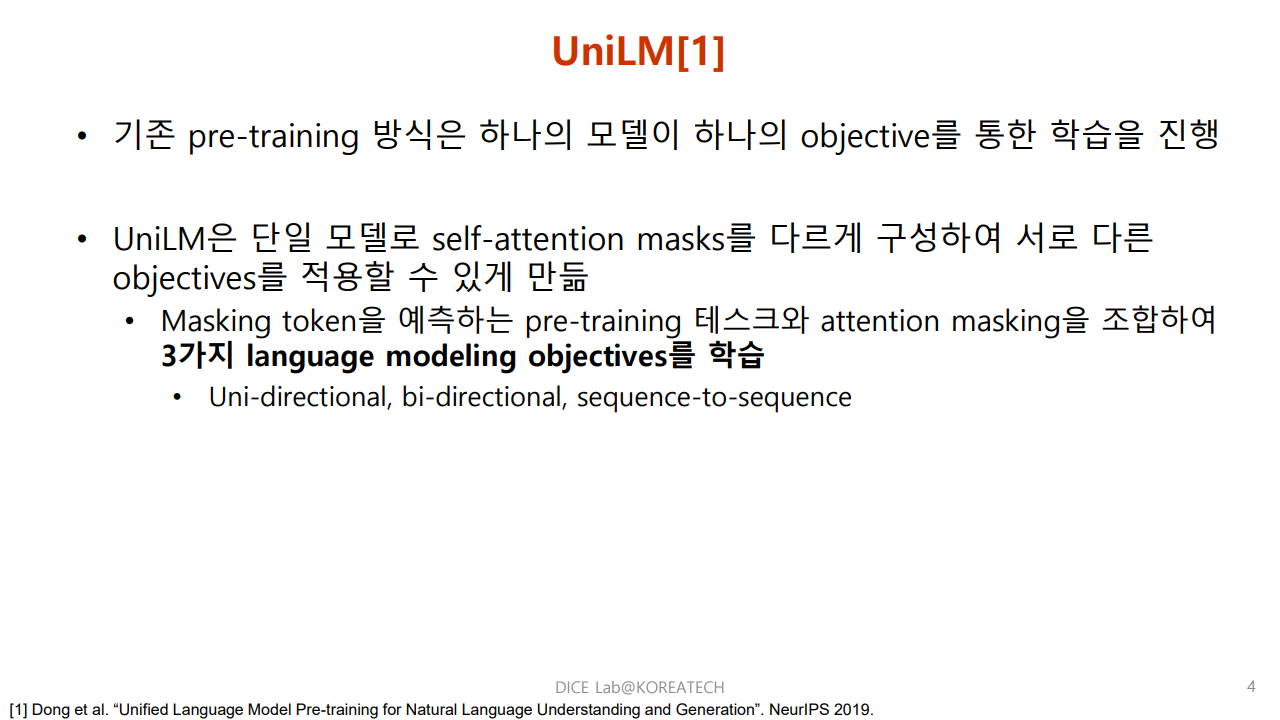 UniLM[1]
• 기존 pre-training 방식은 하나의 모델이 하나의 objective를 통한 학습을 진행
• UniLM은 단일 모델로 self-attention masks를 다르게 구성하여 서로 다른
objectives를 적용할 수 있게 만듦
• Masking token을 예측하는 pre-training 테스크와 attention masking을 조합하여
3가지 language modeling objectives를 학습
• Uni-directional, bi-directional, sequence-to-sequence
DICE Lab@KOREATECH
4
[1] Dong et al. “Unified Language Model Pre-training for Natural Language Understanding and Generation”. NeurIPS 2019.